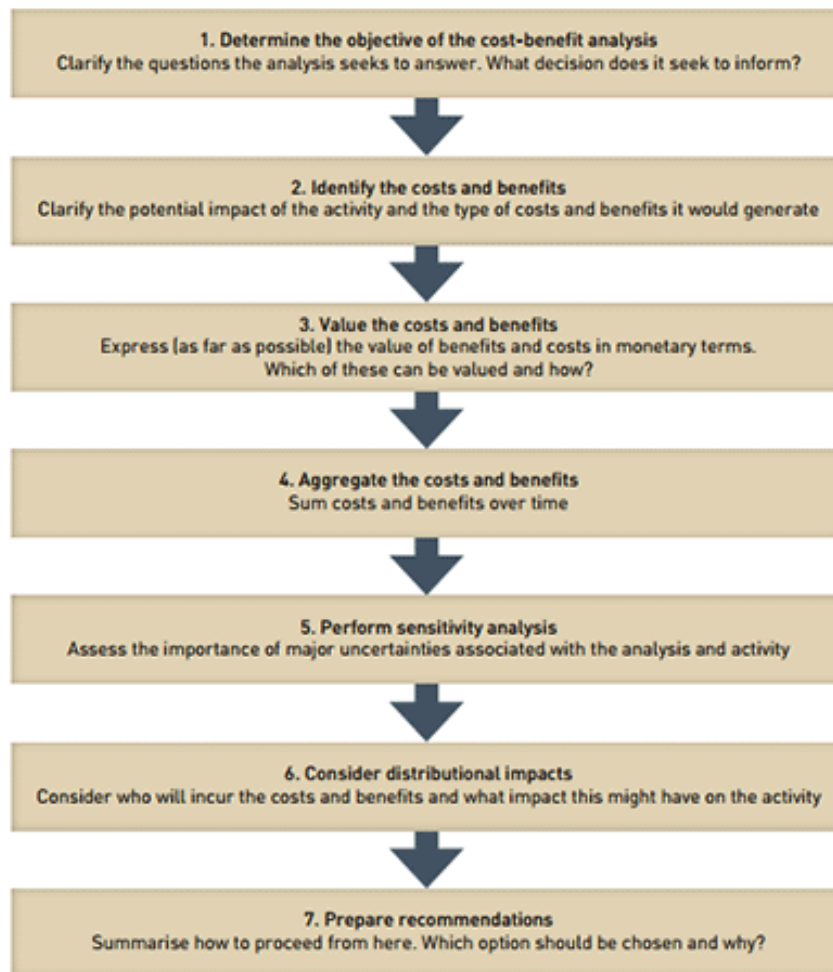 1. Determine the objective of the cost-benefit analysis
Clarify the questions the analysis seeks to answer. What decision does it seek to inform?
2. Identify the costs and benefits
Clarify the potential impact of the activity and the type of costs and benefits it would generate
3. Value the costs and benefits
Express (as far as possible) the value of benefits and costs in monetary terms.
Which of these can be valued and how?
4. Aggregate the costs and benefits
Sum costs and benefits over time
5. Perform sensitivity analysis
Assess the importance of major uncertainties associated with the analysis and activity
6. Consider distributional impacts
Consider who will incur the costs and benefits and what impact this might have on the activity
7. Prepare recommendations
Summarise how to proceed from here. Which option should be chosen and why?